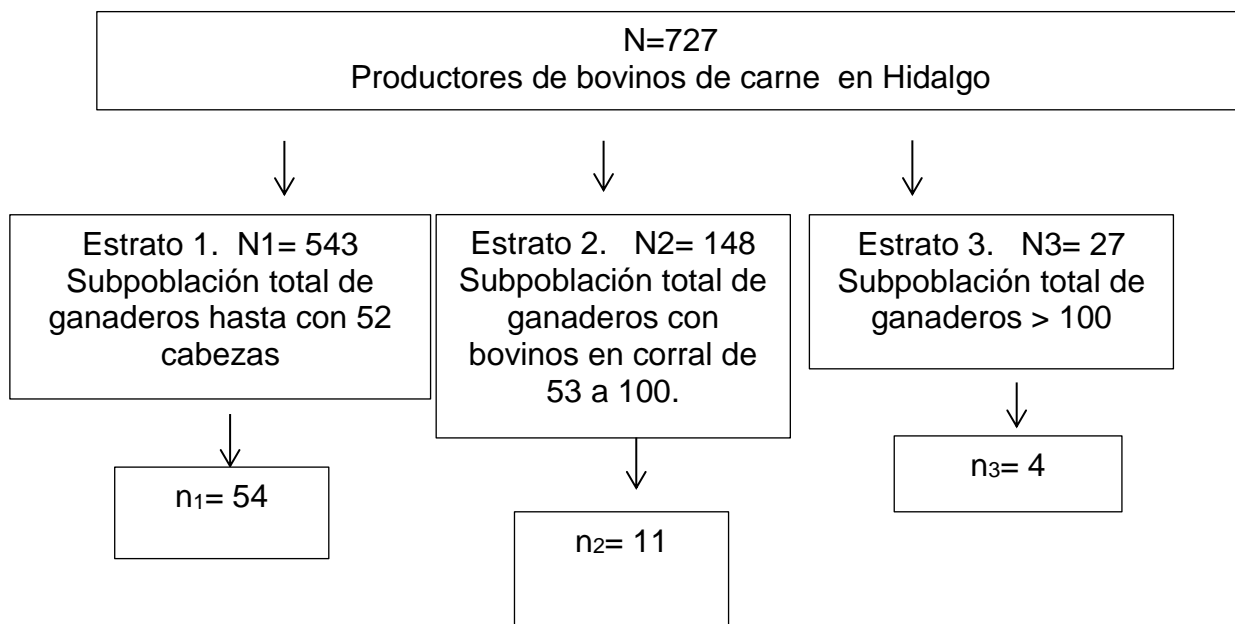 N=727
Productores de bovinos de carne en Hidalgo
Estrato 1. N1= 543
Subpoblación total de
ganaderos hasta con 52
cabezas
Estrato 2. N2= 148
Subpoblación total de
ganaderos con
bovinos en corral de
53 a 100.
Estrato 3. N3= 27
Subpoblación total de
ganaderos > 100
n₁= 54
n₂= 11
n₃= 4